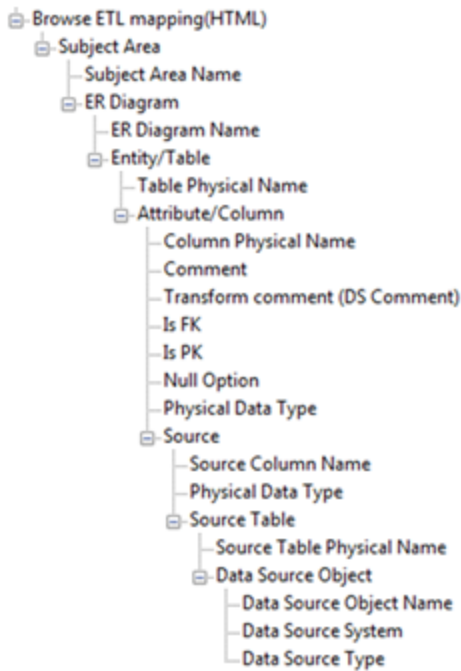 Browse ETL mapping(HTML)
Subject Area
Subject Area Name
ER Diagram
ER Diagram Name
Entity/Table
Table Physical Name
Attribute/Column
Column Physical Name
Comment
Transform comment (DS Comment)
Is FK
Is PK
Null Option
Physical Data Type
Source
Source Column Name
Physical Data Type
Source Table
Source Table Physical Name
Data Source Object
Data Source Object Name
Data Source System
Data Source Type